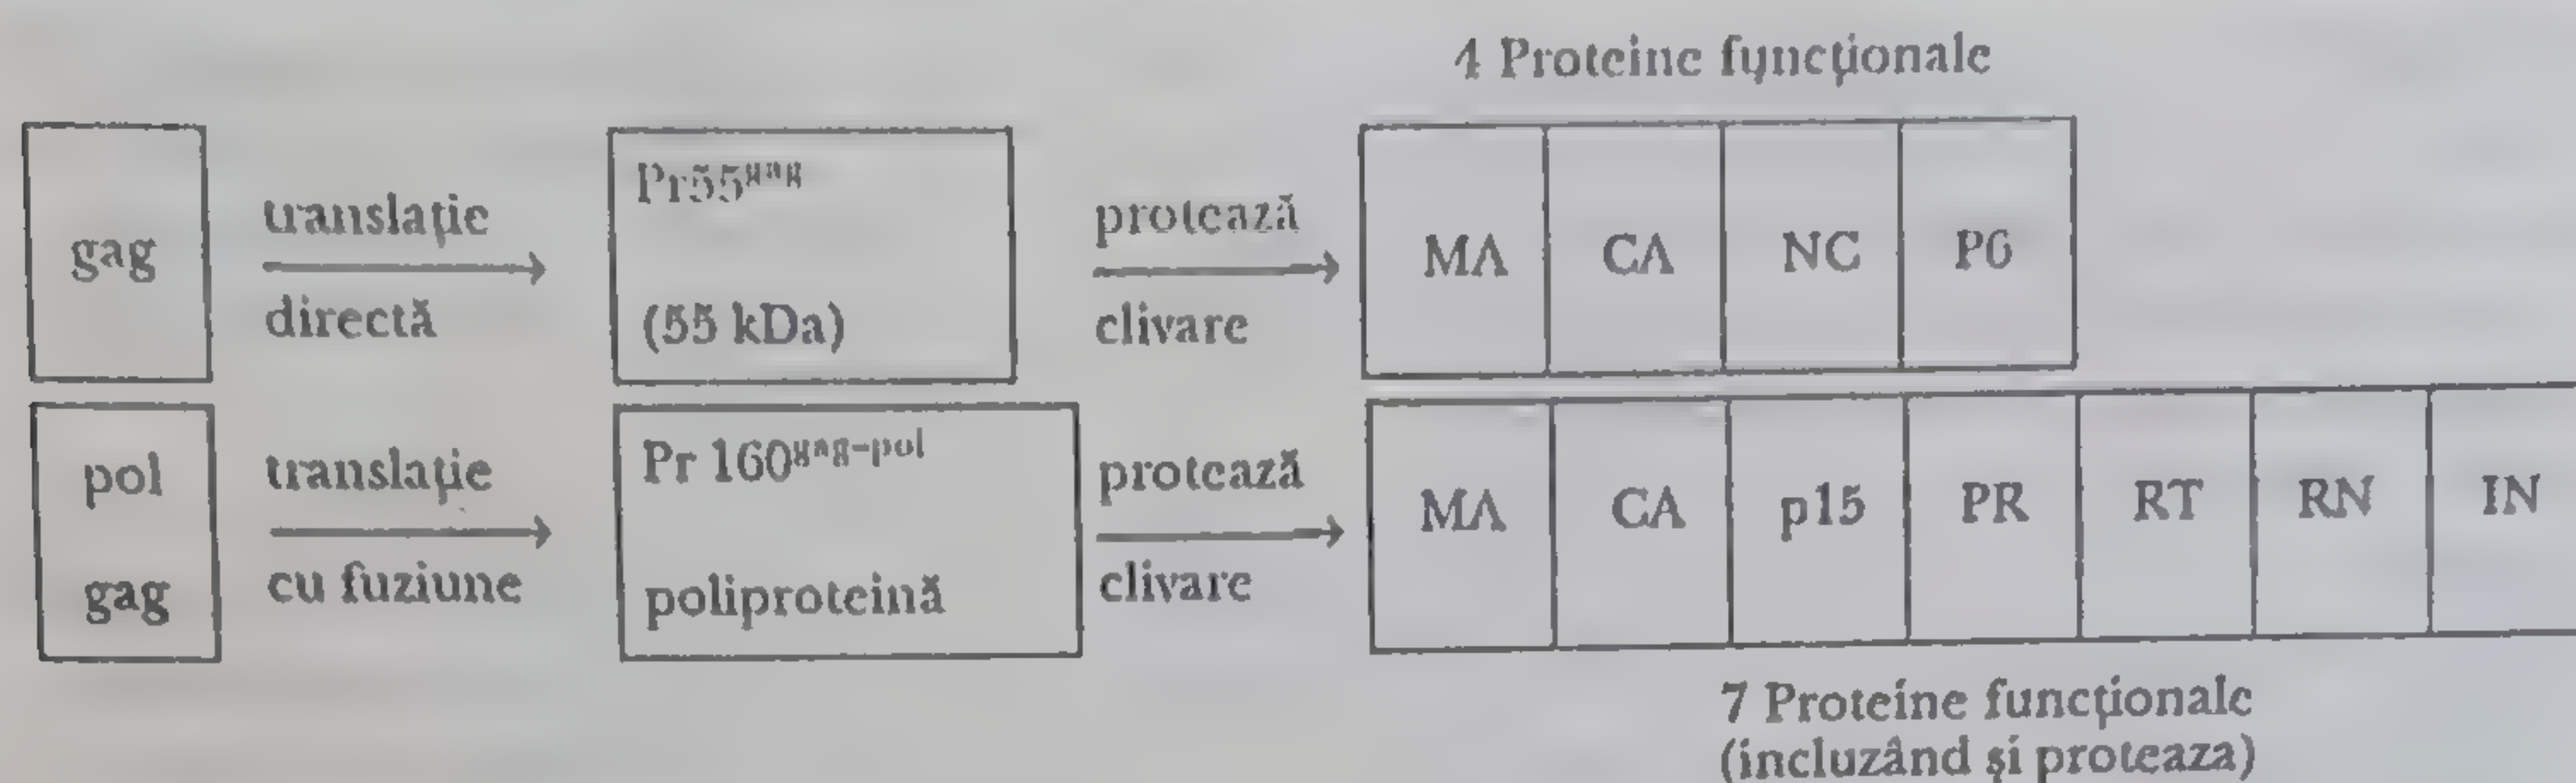 4 Proteine funcționale
gag
translație
directă
Pr55gag
(55 kDa)
protează
clivare
MA
CA
NC
P6
pol
gag
translație
cu fuziune
Pr 160gag-pol
poliproteină
protează
clivare
MA
CA
p15
PR
RT
RN
IN
7 Proteine funcționale
(incluzând și proteaza)